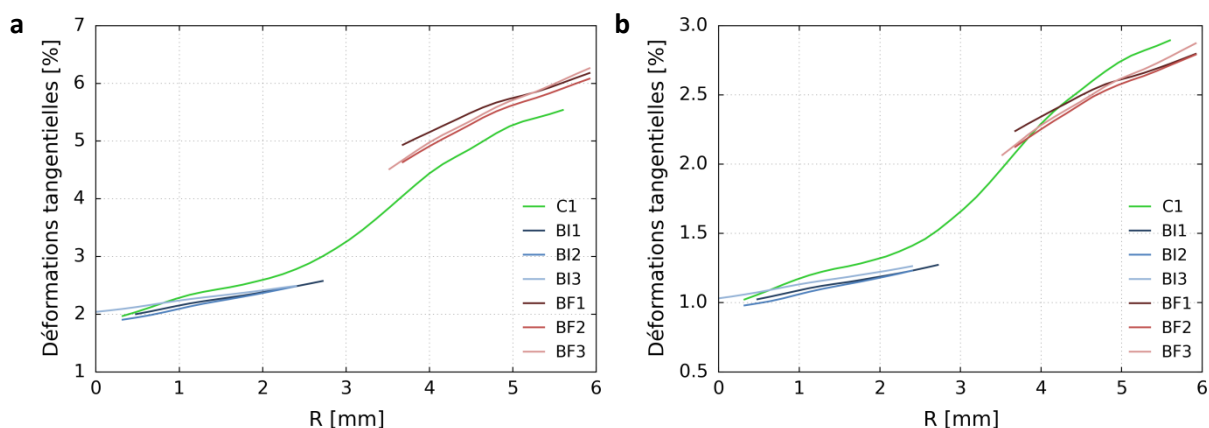 a
7
6
5
4
3
2
1
Déformations tangentielles [%]
0
1
2
3
4
5
6
R [mm]
C1
BI1
BI2
BI3
BF1
BF2
BF3
b
3.0
2.5
2.0
1.5
1.0
0.5
Déformations tangentielles [%]
0
1
2
3
4
5
6
R [mm]
C1
BI1
BI2
BI3
BF1
BF2
BF3